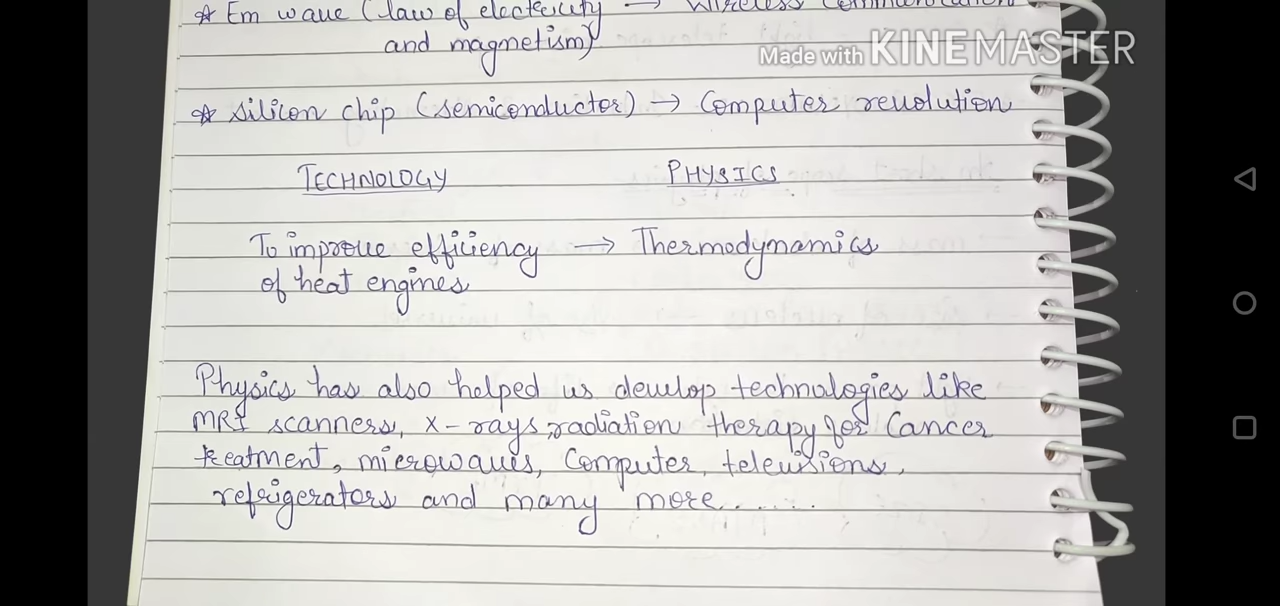 ☆ Em wave (law of electricity → Wireless Communication
and magnetism)
Made with KINEMASTER
☆ silicon chip (semiconductor) → Computer revolution
TECHNOLOGY PHYSICS
To improve efficiency → Thermodynamics
of heat engines
Physics has also helped us develop technologies like
MRI scanners, x-rays, radiation therapy for Cancer
treatment, microwaves, Computer, televisions,
refrigerators and many more......